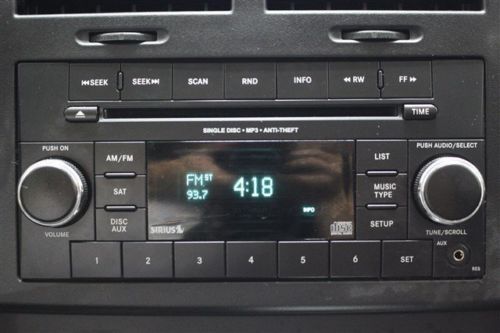 ⏮SEEK SEEK⏭ SCAN RND INFO ◀◀ RW FF ▶▶
TIME
SINGLE DISC • MP3 • ANTI-THEFT
PUSH ON
PUSH AUDIO/SELECT
AM/FM
LIST
FM ST 4:18
93.7
SAT
MUSIC
TYPE
INFO
DISC
AUX
SETUP
SIRIUS
VOLUME
TUNE/SCROLL
1 2 3 4 5 6 SET
AUX
RES